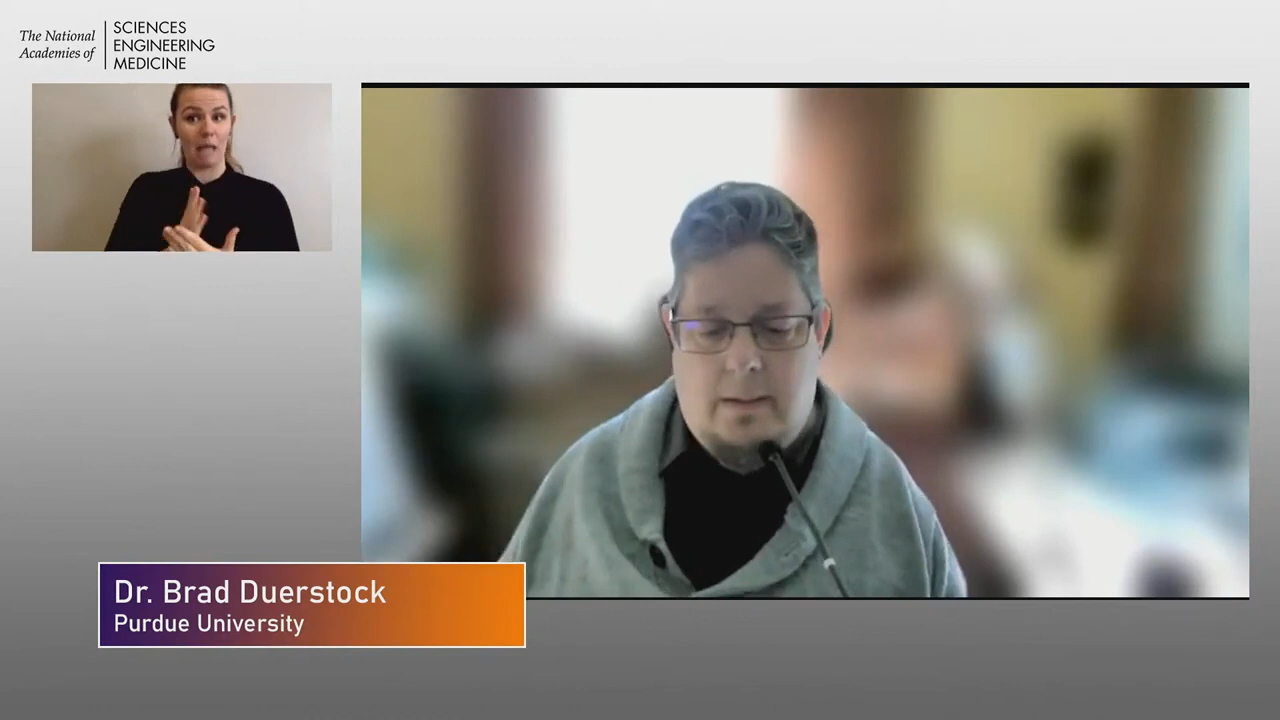 The National
Academies of
SCIENCES
ENGINEERING
MEDICINE
Dr. Brad Duerstock
Purdue University